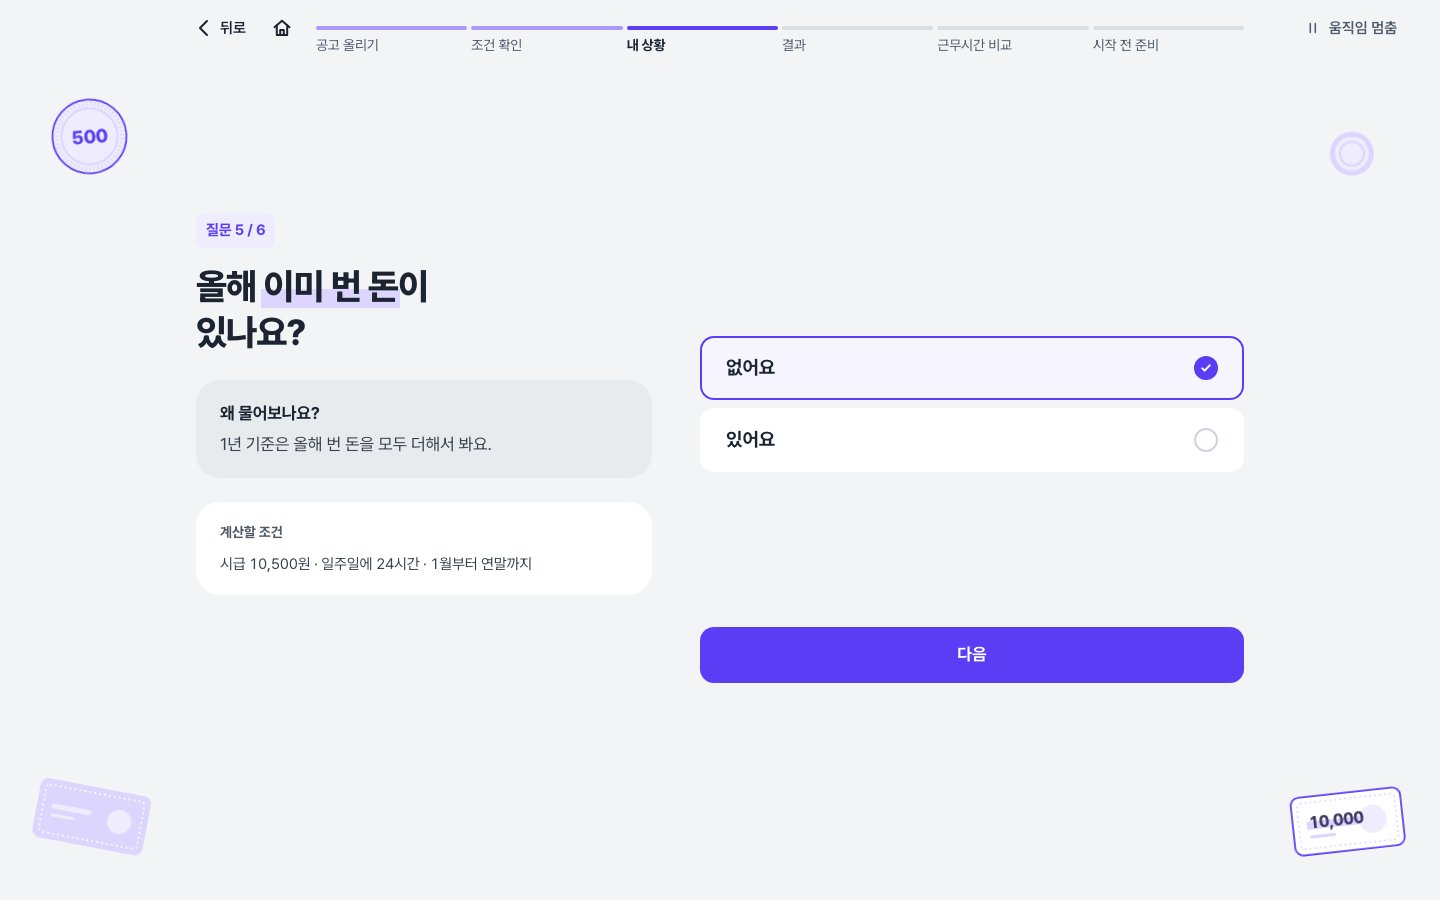 뒤로
공고 올리기
조건 확인
내 상황
결과
근무시간 비교
시작 전 준비
움직임 멈춤
500
질문 5 / 6
올해 이미 번 돈이
있나요?
왜 물어보나요?
1년 기준은 올해 번 돈을 모두 더해서 봐요.
계산할 조건
시급 10,500원 · 일주일에 24시간 · 1월부터 연말까지
없어요
있어요
다음
10,000